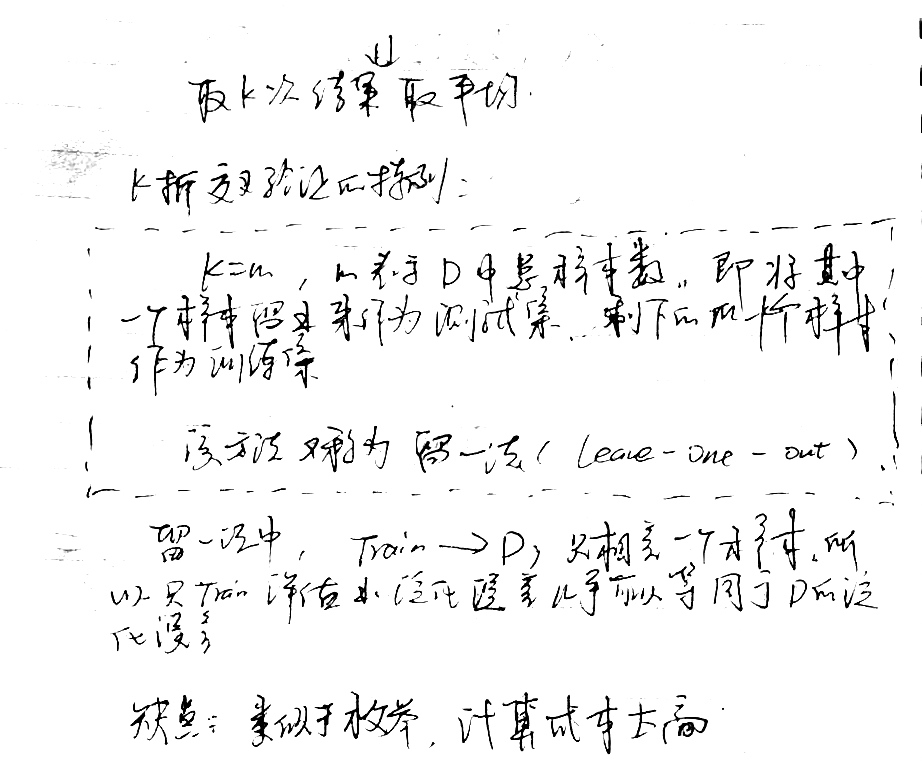 取K次结果取平均.
K折交叉验证的特例:
K=m, m表示D中总样本数。即将其中
一个样本留出来作为测试集、剩下的m-1个样本
作为训练集
该方法又称为留一法(Leave-one-out).
留一法中, Train→D, 只相差一个样本,所
以只Train评估出泛化误差几乎可以等同于D的泛
化误差
缺点:类似于枚举,计算成本太高.